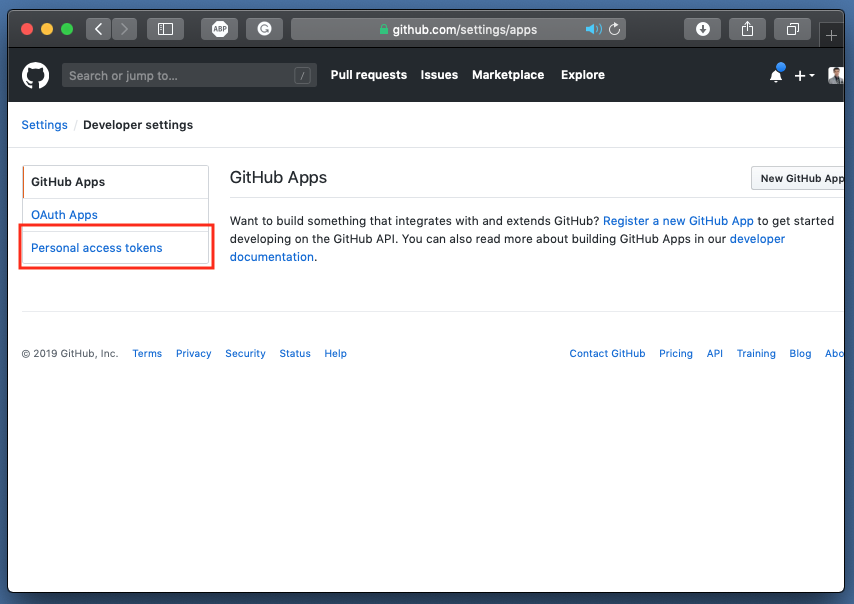 ABP
github.com/settings/apps
Search or jump to…
/
Pull requests Issues Marketplace Explore
Settings / Developer settings
GitHub Apps
OAuth Apps
Personal access tokens
GitHub Apps
New GitHub App
Want to build something that integrates with and extends GitHub? Register a new GitHub App to get started
developing on the GitHub API. You can also read more about building GitHub Apps in our developer
documentation.
© 2019 GitHub, Inc. Terms Privacy Security Status Help
Contact GitHub Pricing API Training Blog Abo